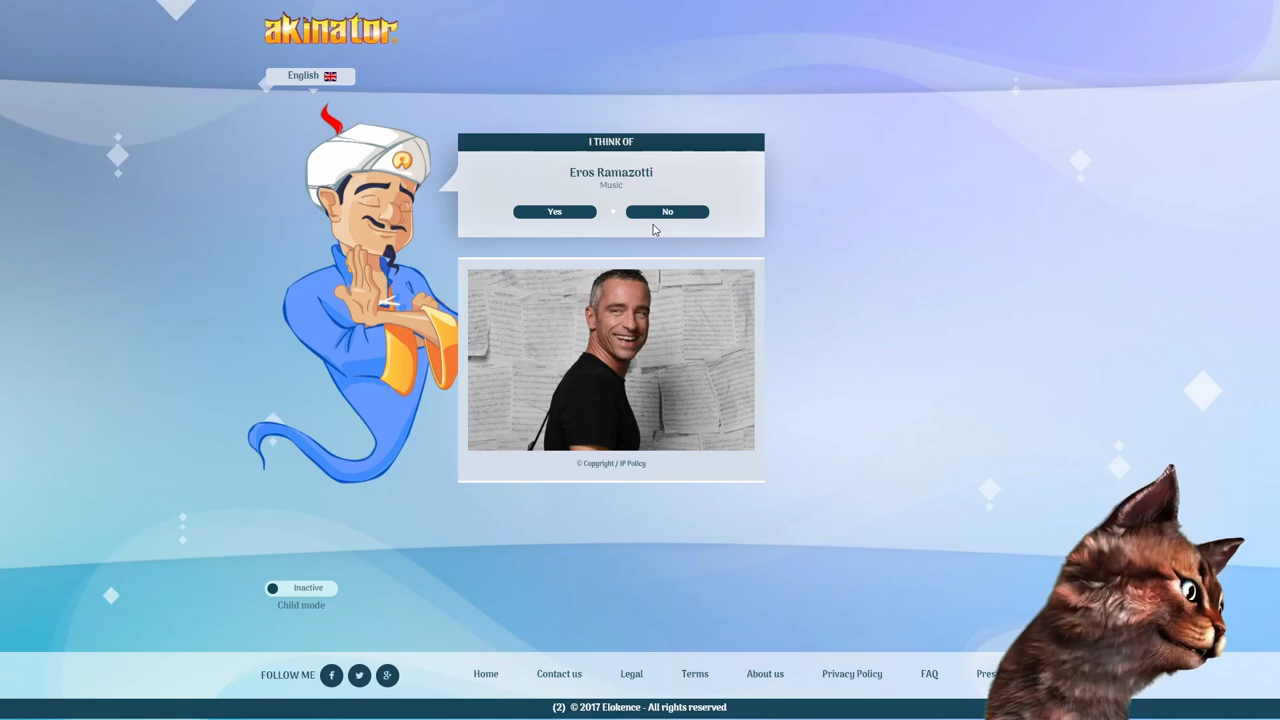 akinator
English
I THINK OF
Eros Ramazotti
Music
Yes
No
© Copyright / IP Policy
Inactive
Child mode
FOLLOW ME
Home
Contact us
Legal
Terms
About us
Privacy Policy
FAQ
Pres
(2) © 2017 Elokence - All rights reserved